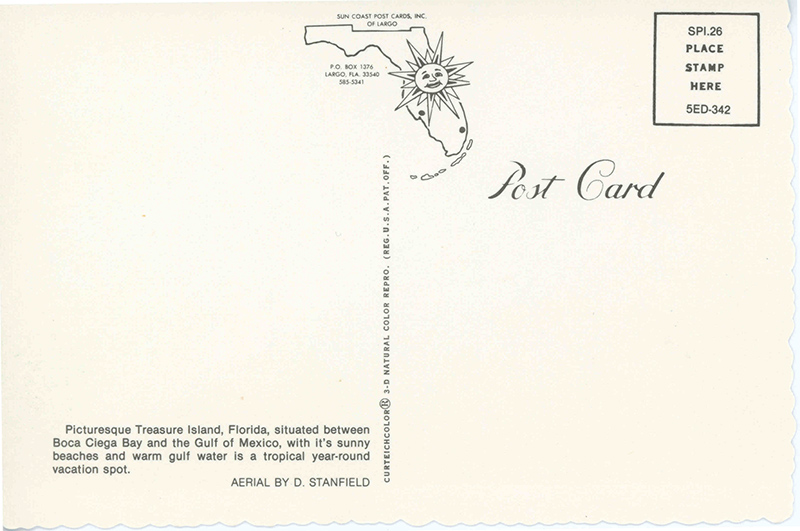 SUN COAST POST CARDS, INC.
OF LARGO
P.O. BOX 1376
LARGO, FLA. 33540
585-5341
SPI.26
PLACE
STAMP
HERE
5ED-342
Post Card
CURTEICHCOLOR® 3-D NATURAL COLOR REPRO. (REG.U.S.A.PAT.OFF.)
Picturesque Treasure Island, Florida, situated between
Boca Ciega Bay and the Gulf of Mexico, with it's sunny
beaches and warm gulf water is a tropical year-round
vacation spot.
AERIAL BY D. STANFIELD